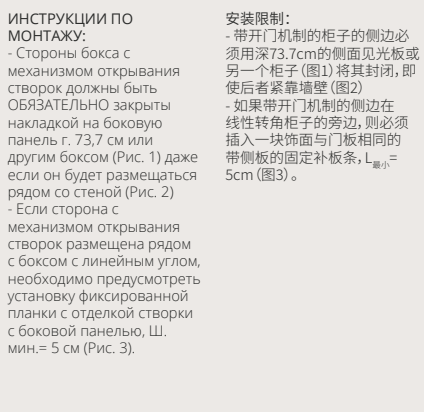 ИНСТРУКЦИИ ПО
МОНТАЖУ:
- Стороны бокса с
механизмом открывания
створок должны быть
ОБЯЗАТЕЛЬНО закрыты
накладкой на боковую
панель г. 73,7 см или
другим боксом (Рис. 1) даже
если он будет размещаться
рядом со стеной (Рис. 2)
- Если сторона с
механизмом открывания
створок размещена рядом
с боксом с линейным углом,
необходимо предусмотреть
установку фиксированной
планки с отделкой створки
с боковой панелью, Ш.
мин.= 5 см (Рис. 3).
安装限制：
- 带开门机制的柜子的侧边必
须用深73.7cm的侧面见光板或
另一个柜子（图1）将其封闭，即
使后者紧靠墙壁（图2）
- 如果带开门机制的侧边在
线性转角柜子的旁边，则必须
插入一块饰面与门板相同的
带侧板的固定补板条，L最小=
5cm（图3）。